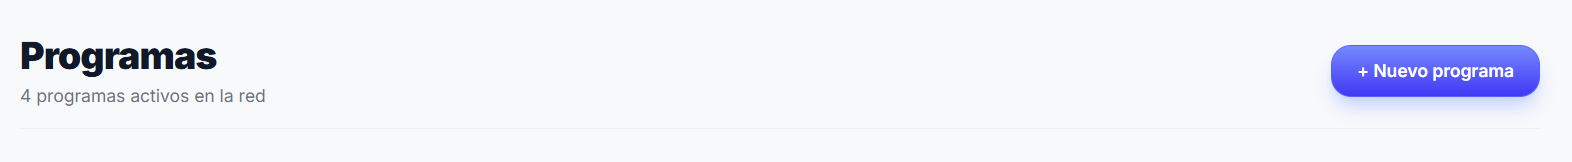 Programas
4 programas activos en la red
+ Nuevo programa